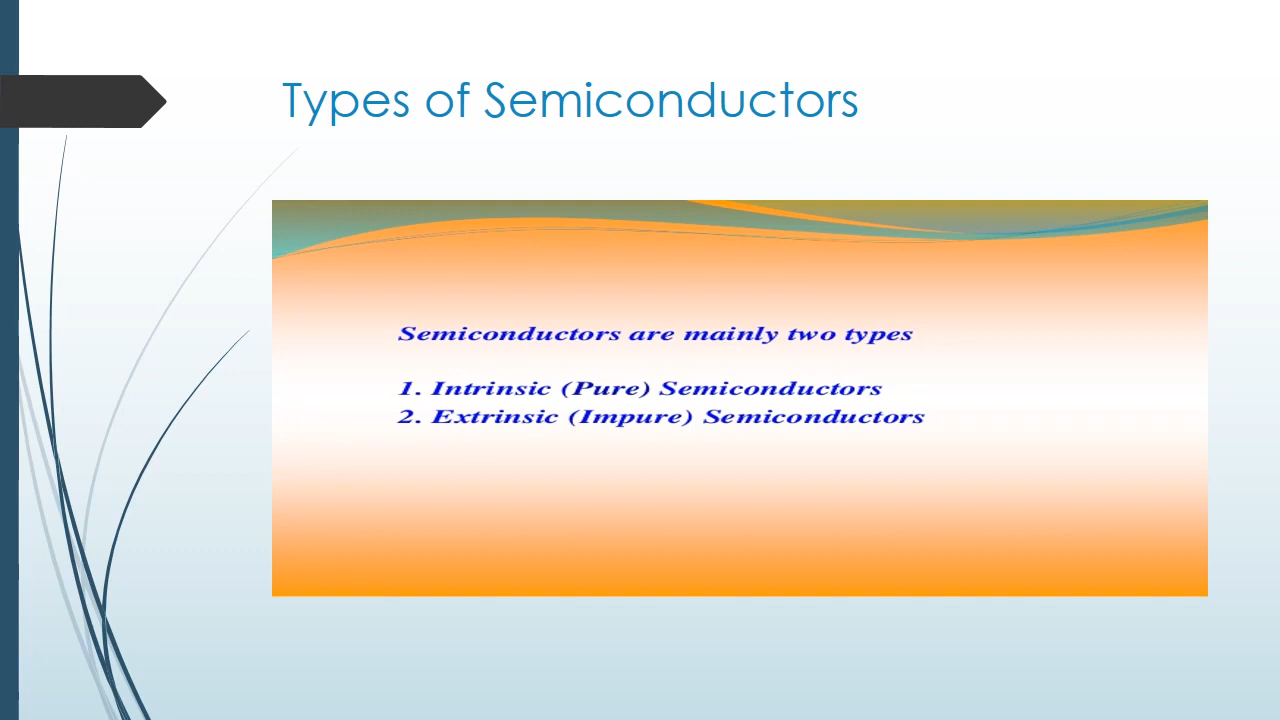 Types of Semiconductors
Semiconductors are mainly two types
1. Intrinsic (Pure) Semiconductors
2. Extrinsic (Impure) Semiconductors